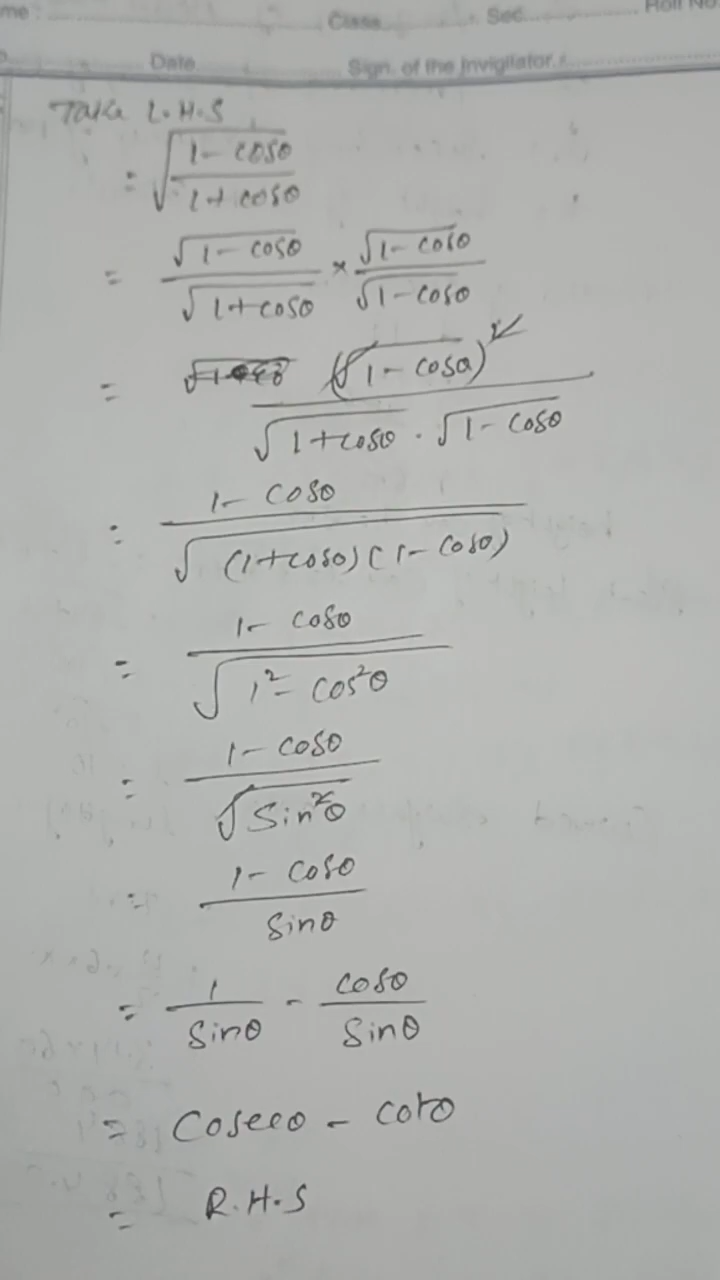 Class Sec. Roll No.
Date Sign. of the Invigilator
Take L.H.S
= √(1 - cosθ / 1 + cosθ)
= √1 - cosθ / √1 + cosθ × √1 - cosθ / √1 - cosθ
= (√1 - cosθ)² / √1 + cosθ . √1 - cosθ
= 1 - cosθ / √(1 + cosθ) (1 - cosθ)
= 1 - cosθ / √1² - cos²θ
= 1 - cosθ / √sin²θ
= 1 - cosθ / sinθ
= 1 / sinθ - cosθ / sinθ
= cosecθ - cotθ
= R.H.S